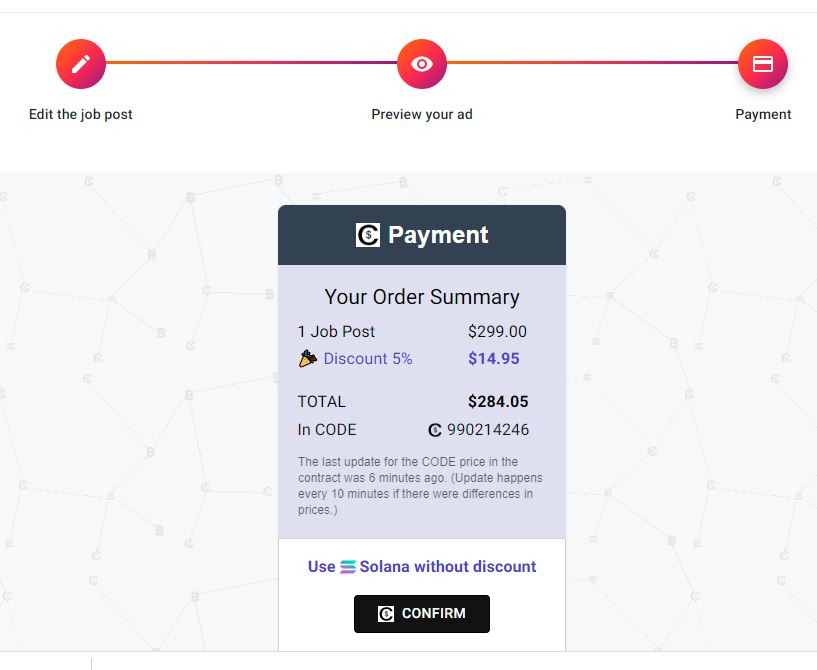 Edit the job post
Preview your ad
Payment
Payment
Your Order Summary
1 Job Post $299.00
Discount 5% $14.95
TOTAL $284.05
In CODE 990214246
The last update for the CODE price in the
contract was 6 minutes ago. (Update happens
every 10 minutes if there were differences in
prices.)
Use Solana without discount
CONFIRM